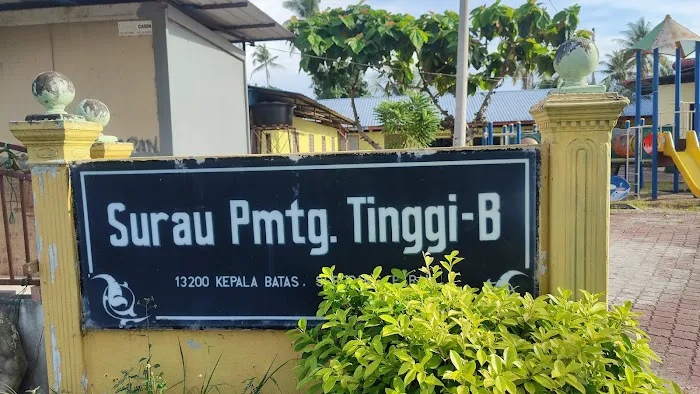 Surau Pmtg. Tinggi-B
13200 KEPALA BATAS.